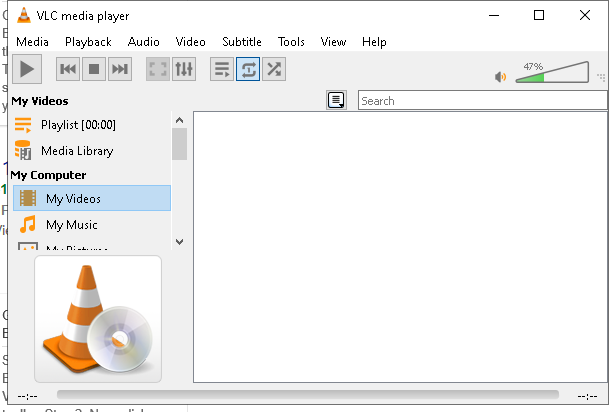 VLC media player
Media Playback Audio Video Subtitle Tools View Help
47%
My Videos
Search
Playlist [00:00]
Media Library
My Computer
My Videos
My Music
My Pictures
--:--
--:--